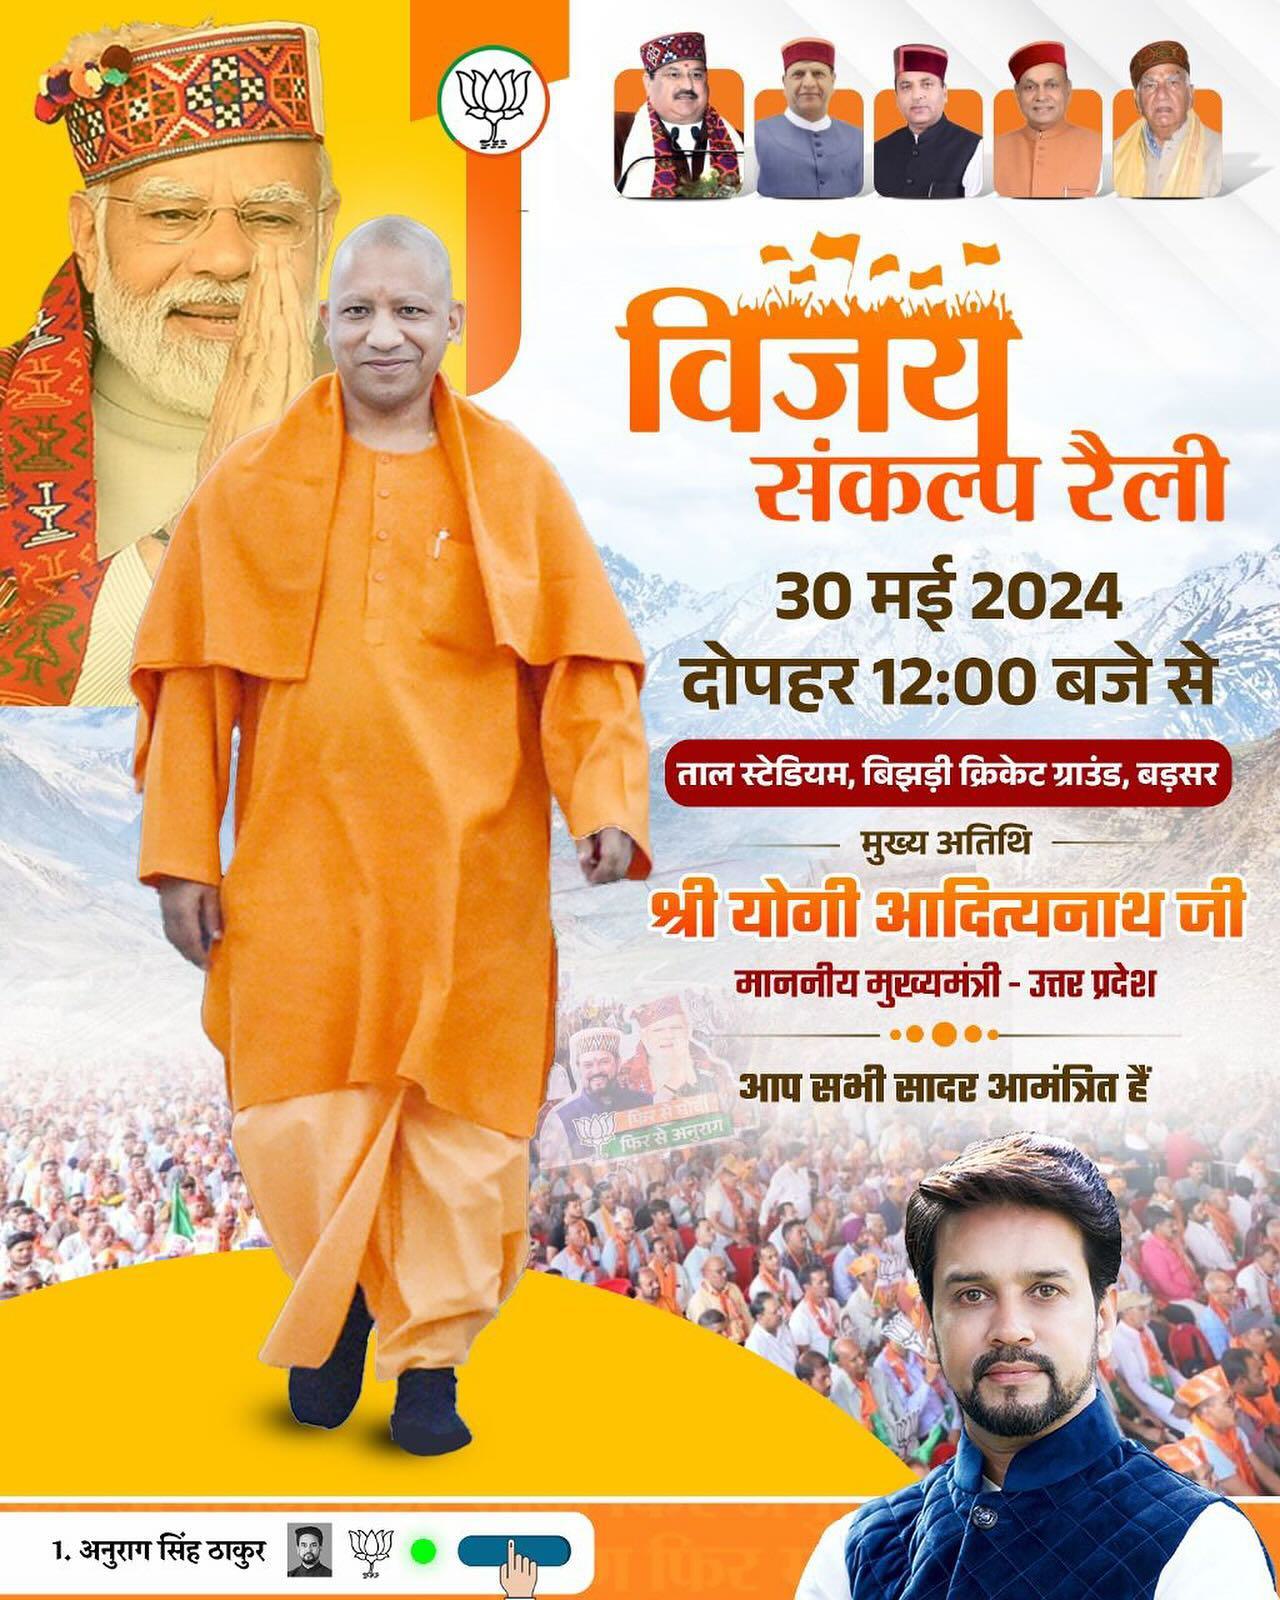 विजय
संकल्प रैली
30 मई 2024
दोपहर 12:00 बजे से
ताल स्टेडियम, बिझड़ी क्रिकेट ग्राउंड, बड़सर
मुख्य अतिथि
श्री योगी आदित्यनाथ जी
माननीय मुख्यमंत्री - उत्तर प्रदेश
आप सभी सादर आमंत्रित हैं
फिर से मोदी
फिर से अनुराग
1. अनुराग सिंह ठाकुर
फिर